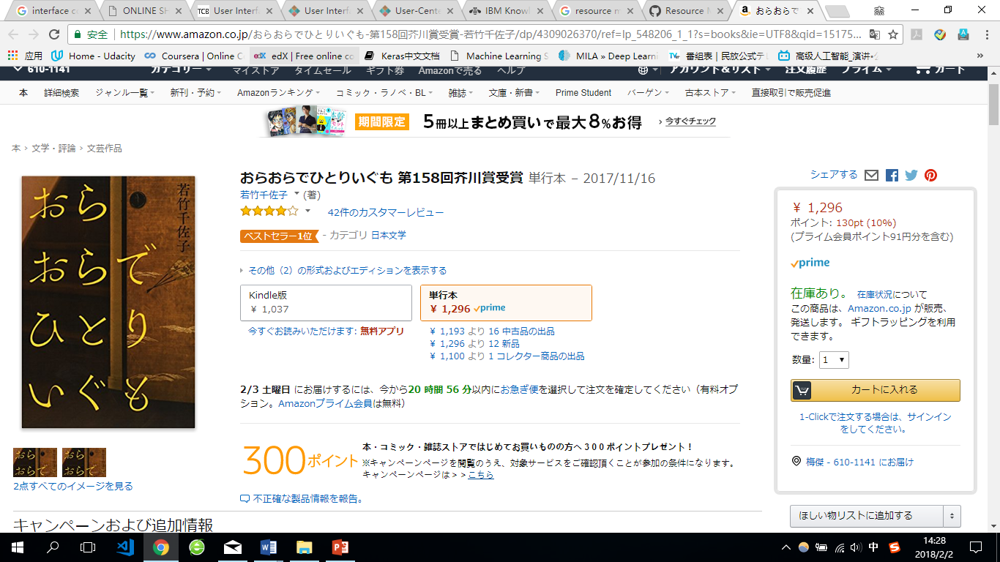 interface c
ONLINE SH
User Interfa
User Interf
User-Cente
IBM Knowl
resource m
Resource M
おらおらで
安全 https://www.amazon.co.jp/おらおらでひとりいぐも-第158回芥川賞受賞-若竹千佐子/dp/4309026370/ref=lp_548206_1_1?s=books&ie=UTF8&qid=15175...
应用 Home - Udacity Coursera | Online C edX | Free online co Keras中文文档 Machine Learning S MILA » Deep Learni 番組表｜民放公式テレ 高级人工智能_演讲•公 »
610-1141 カテゴリー マイストア タイムセール ギフト券 Amazonで売る ヘルプ アカウント＆リスト 注文履歴 プライム カート
本 詳細検索 ジャンル一覧 新刊・予約 Amazonランキング コミック・ラノベ・BL 雑誌 文庫・新書 Prime Student バーゲン 古本ストア 直接取引で販売促進
期間限定 5冊以上まとめ買いで最大8%お得 › 今すぐチェック
本 › 文学・評論 › 文芸作品
おらおらでひとりいぐも
若竹千佐子
おらおらで
おらおらで
2点すべてのイメージを見る
おらおらでひとりいぐも 第158回芥川賞受賞 単行本 – 2017/11/16
若竹千佐子 (著)
42件のカスタマーレビュー
ベストセラー1位 - カテゴリ 日本文学
その他（2）の形式およびエディションを表示する
Kindle版
￥ 1,037
単行本
￥ 1,296 prime
今すぐお読みいただけます: 無料アプリ
￥ 1,193 より 16 中古品の出品
￥ 1,296 より 12 新品
￥ 1,100 より 1 コレクター商品の出品
2/3 土曜日 にお届けするには、今から20 時間 56 分以内にお急ぎ便を選択して注文を確定してください（有料オプ
ション。Amazonプライム会員は無料）
300ポイント
本・コミック・雑誌ストアではじめてお買いものの方へ３００ポイントプレゼント！
※キャンペーンページを閲覧のうえ、対象サービスをご確認頂くことが参加の条件になります。
キャンペーンページは＞＞こちら
不正確な製品情報を報告。
キャンペーンおよび追加情報
シェアする
￥ 1,296
ポイント: 130pt (10%)
(プライム会員ポイント91円分を含む)
prime
在庫あり。 在庫状況について
この商品は、Amazon.co.jp が販売、
発送します。 ギフトラッピングを利用
できます。
数量: 1
カートに入れる
1-Clickで注文する場合は、サインイン
をしてください。
梅傑 - 610-1141 にお届け
ほしい物リストに追加する
中
14:28
2018/2/2